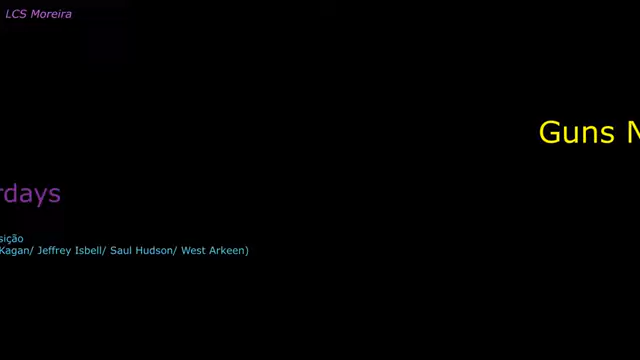 LCS Moreira
Guns N
rdays
sição
Kagan/ Jeffrey Isbell/ Saul Hudson/ West Arkeen)